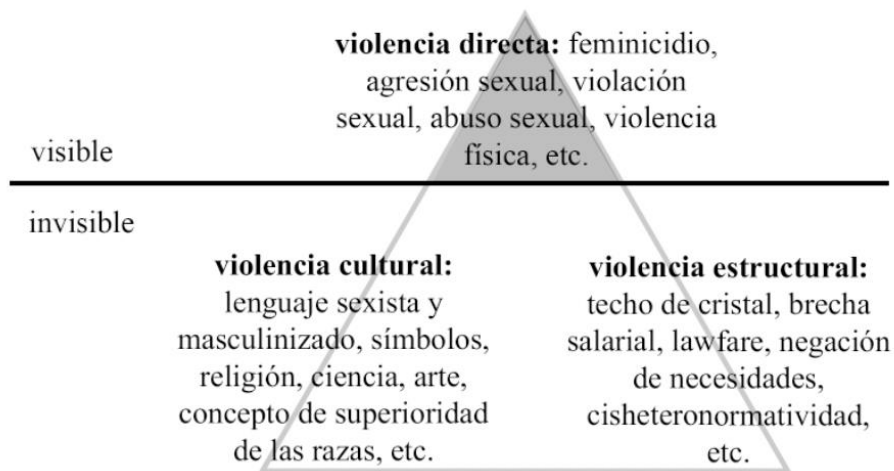 violencia directa: feminicidio,
agresión sexual, violación
sexual, abuso sexual, violencia
física, etc.
visible
invisible
violencia cultural:
lenguaje sexista y
masculinizado, símbolos,
religión, ciencia, arte,
concepto de superioridad
de las razas, etc.
violencia estructural:
techo de cristal, brecha
salarial, lawfare, negación
de necesidades,
cisheteronormatividad,
etc.